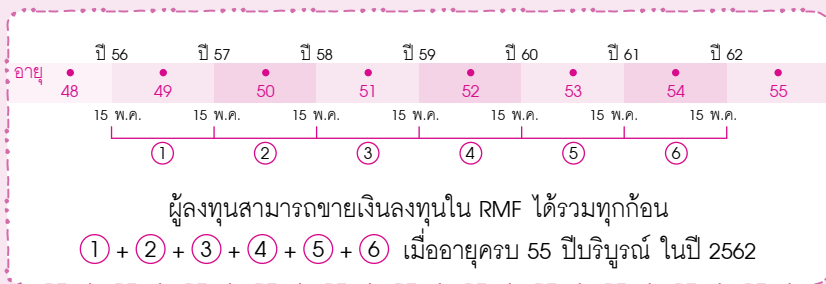 ปี 56 ปี 57 ปี 58 ปี 59 ปี 60 ปี 61 ปี 62
อายุ
48 49 50 51 52 53 54 55
15 พ.ค. 15 พ.ค. 15 พ.ค. 15 พ.ค. 15 พ.ค. 15 พ.ค. 15 พ.ค.
① ② ③ ④ ⑤ ⑥
ผู้ลงทุนสามารถขายเงินลงทุนใน RMF ได้รวมทุกก้อน
① + ② + ③ + ④ + ⑤ + ⑥ เมื่ออายุครบ 55 ปีบริบูรณ์ ในปี 2562